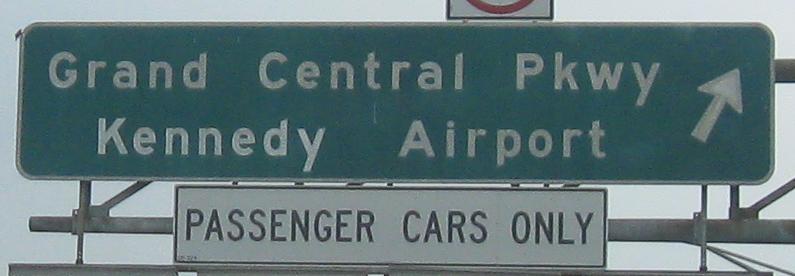 Grand Central Pkwy
Kennedy Airport
PASSENGER CARS ONLY